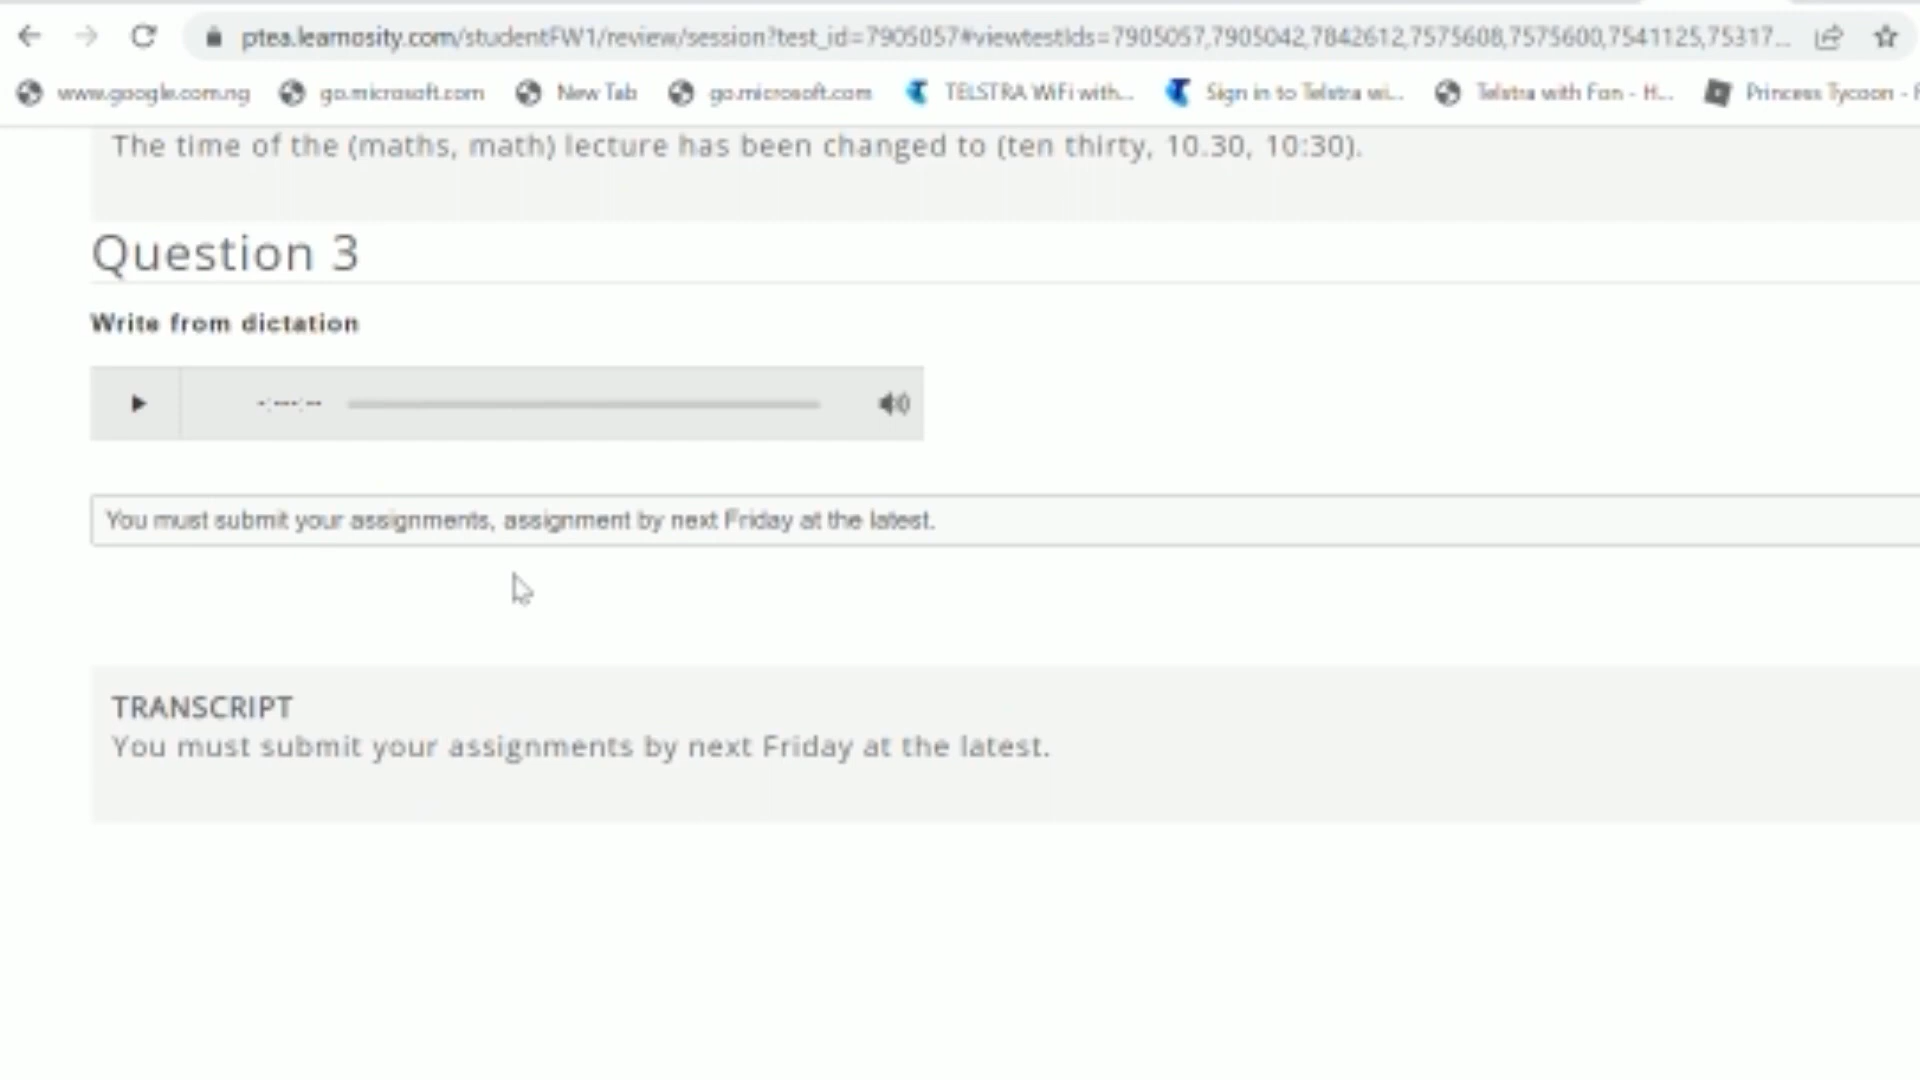 ptea.learnosity.com/studentFW1/review/session?test_id=7905057#viewtestIds=7905057,7905042,7842612,7575608,7575600,7541125,75317...
www.google.com.ng go.microsoft.com New Tab go.microsoft.com TELSTRA WiFi with... Sign in to Telstra wi... Telstra with Fon - H... Princess Tycoon -
The time of the (maths, math) lecture has been changed to (ten thirty, 10.30, 10:30).
Question 3
Write from dictation
You must submit your assignments, assignment by next Friday at the latest.
TRANSCRIPT
You must submit your assignments by next Friday at the latest.